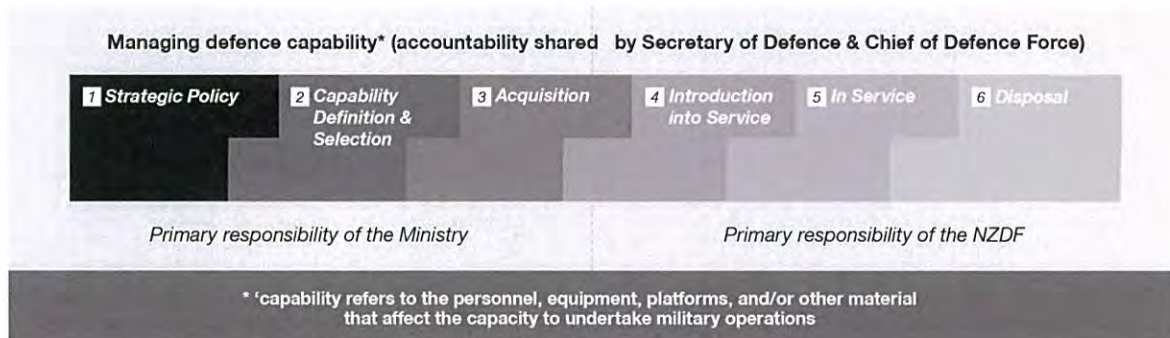 Managing defence capability* (accountability shared by Secretary of Defence & Chief of Defence Force)
1 Strategic Policy
2 Capability
Definition &
Selection
3 Acquisition
4 Introduction
into Service
5 In Service
6 Disposal
Primary responsibility of the Ministry
Primary responsibility of the NZDF
* ‘capability refers to the personnel, equipment, platforms, and/or other material
that affect the capacity to undertake military operations